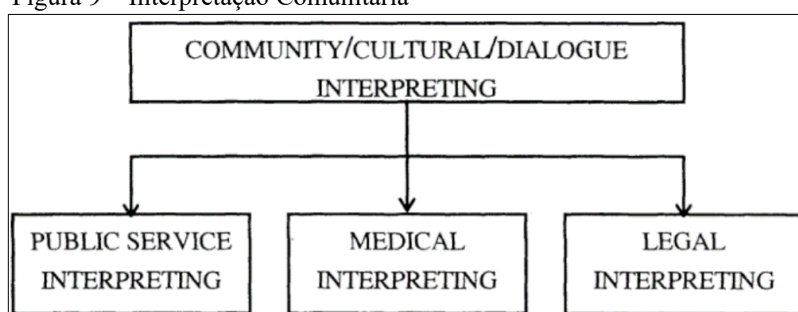 Figura 9 – Interpretação Comunitária
COMMUNITY/CULTURAL/DIALOGUE
INTERPRETING
PUBLIC SERVICE
INTERPRETING
MEDICAL
INTERPRETING
LEGAL
INTERPRETING